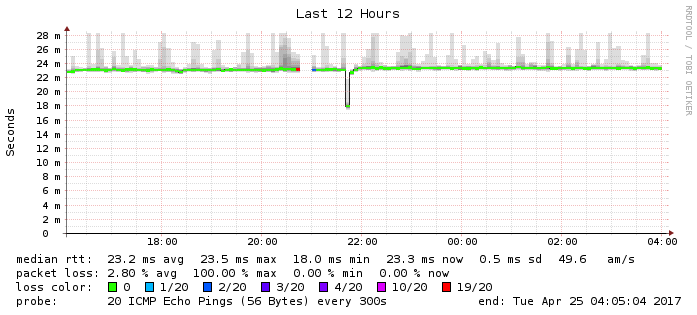 Last 12 Hours
RRDTOOL / TOBI OETIKER
Seconds
28 m
26 m
24 m
22 m
20 m
18 m
16 m
14 m
12 m
10 m
8 m
6 m
4 m
2 m
0
18:00 20:00 22:00 00:00 02:00 04:00
median rtt: 23.2 ms avg 23.5 ms max 18.0 ms min 23.3 ms now 0.5 ms sd 49.6 am/s
packet loss: 2.80 % avg 100.00 % max 0.00 % min 0.00 % now
loss color: 0 1/20 2/20 3/20 4/20 10/20 19/20
probe: 20 ICMP Echo Pings (56 Bytes) every 300s end: Tue Apr 25 04:05:04 2017